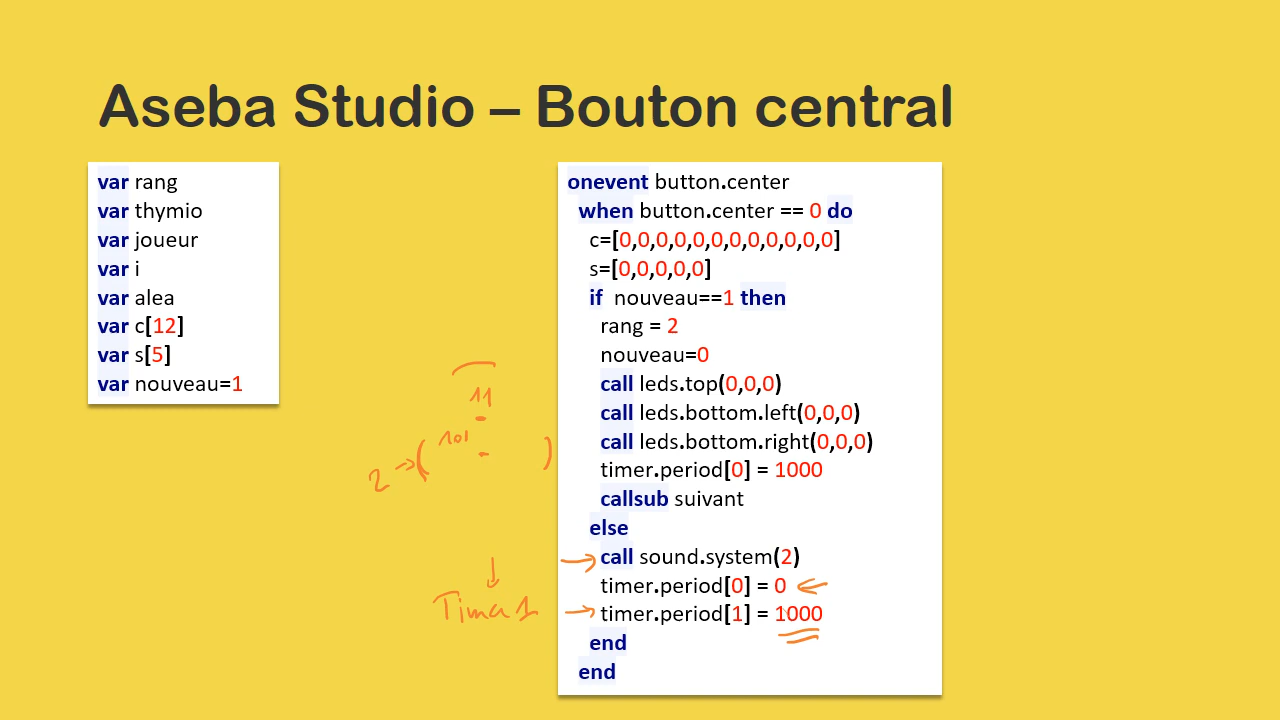 Aseba Studio – Bouton central
var rang
var thymio
var joueur
var i
var alea
var c[12]
var s[5]
var nouveau=1
onevent button.center
when button.center == 0 do
c=[0,0,0,0,0,0,0,0,0,0,0,0]
s=[0,0,0,0,0]
if nouveau==1 then
rang = 2
nouveau=0
call leds.top(0,0,0)
call leds.bottom.left(0,0,0)
call leds.bottom.right(0,0,0)
timer.period[0] = 1000
callsub suivant
else
call sound.system(2)
timer.period[0] = 0
timer.period[1] = 1000
end
end
11
101
2